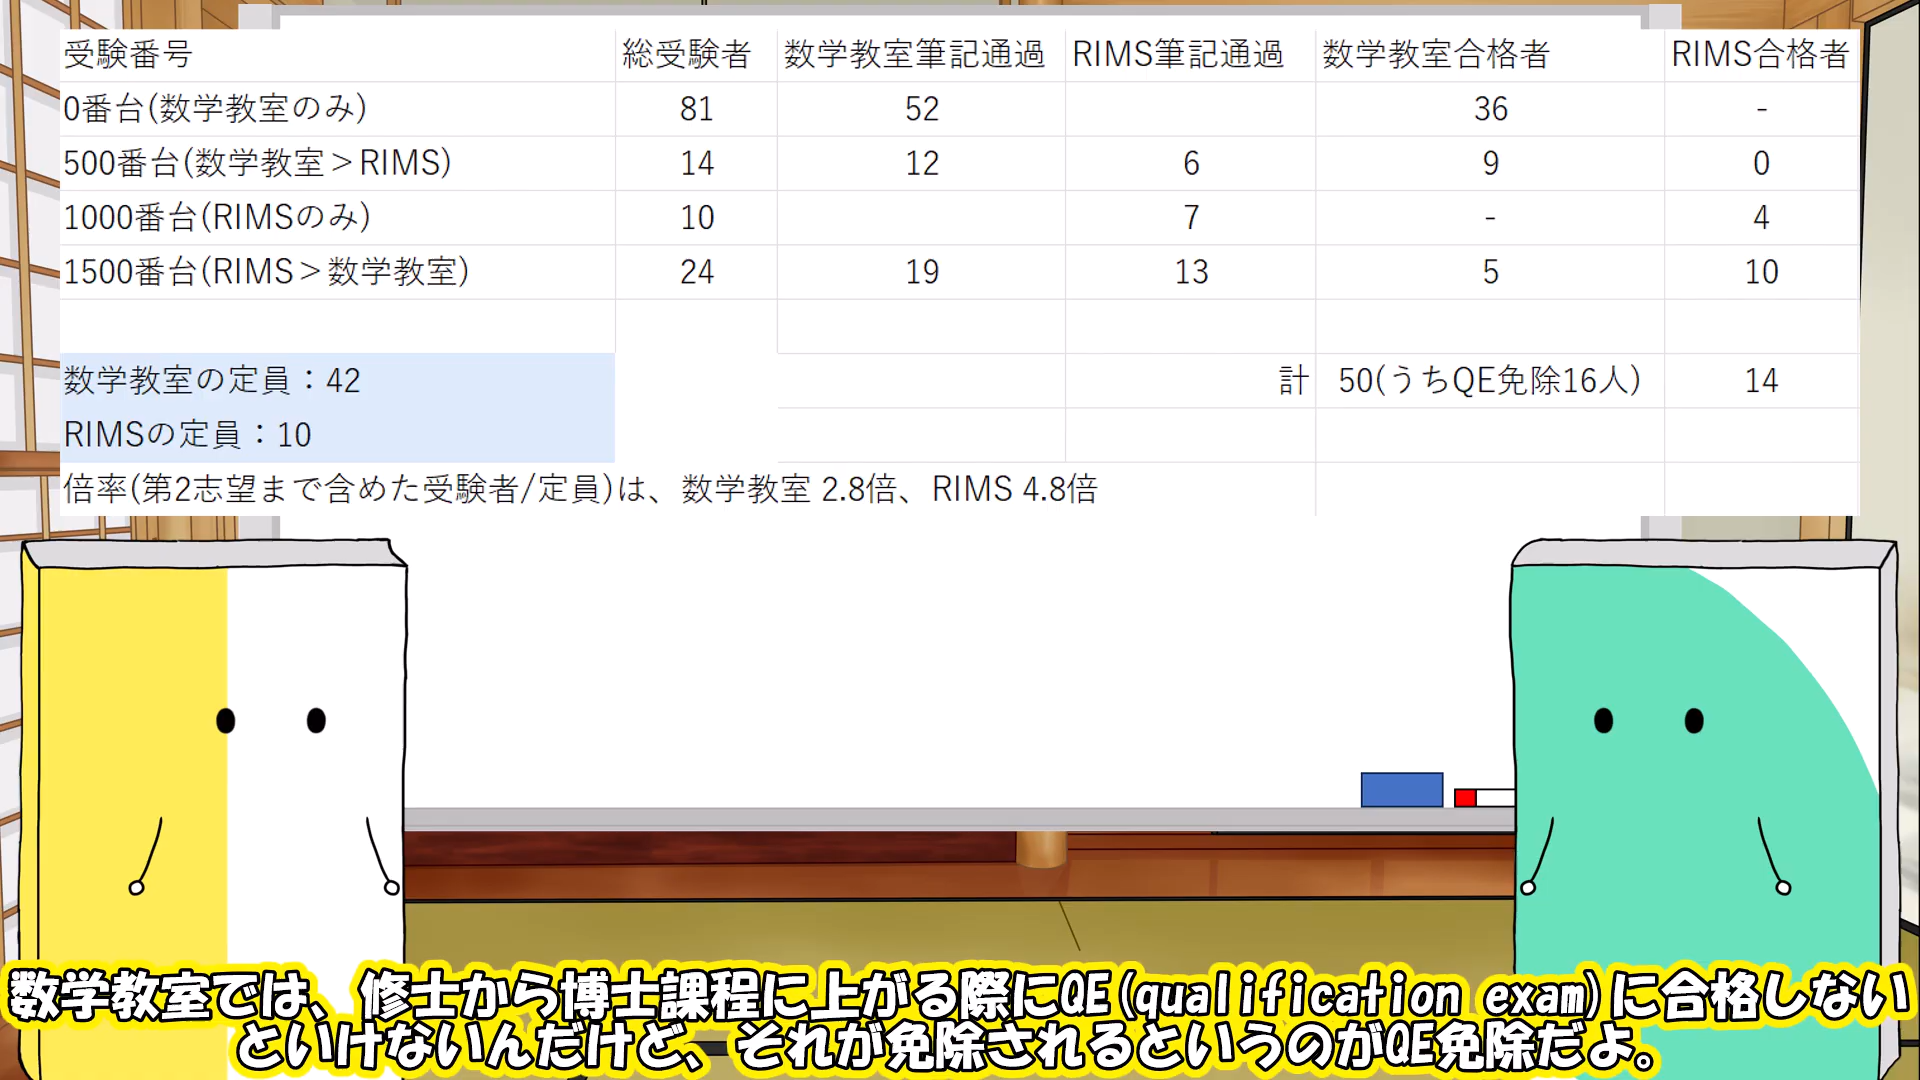 受験番号 総受験者 数学教室筆記通過 RIMS筆記通過 数学教室合格者 RIMS合格者
0番台(数学教室のみ) 81 52 36 -
500番台(数学教室＞RIMS) 14 12 6 9 0
1000番台(RIMSのみ) 10 7 - 4
1500番台(RIMS＞数学教室) 24 19 13 5 10
数学教室の定員：42 計 50(うちQE免除16人) 14
RIMSの定員：10
倍率(第2志望まで含めた受験者/定員)は、数学教室 2.8倍、RIMS 4.8倍
数学教室では、修士から博士課程に上がる際にQE(qualification exam)に合格しない
といけないんだけど、それが免除されるというのがQE免除だよ。